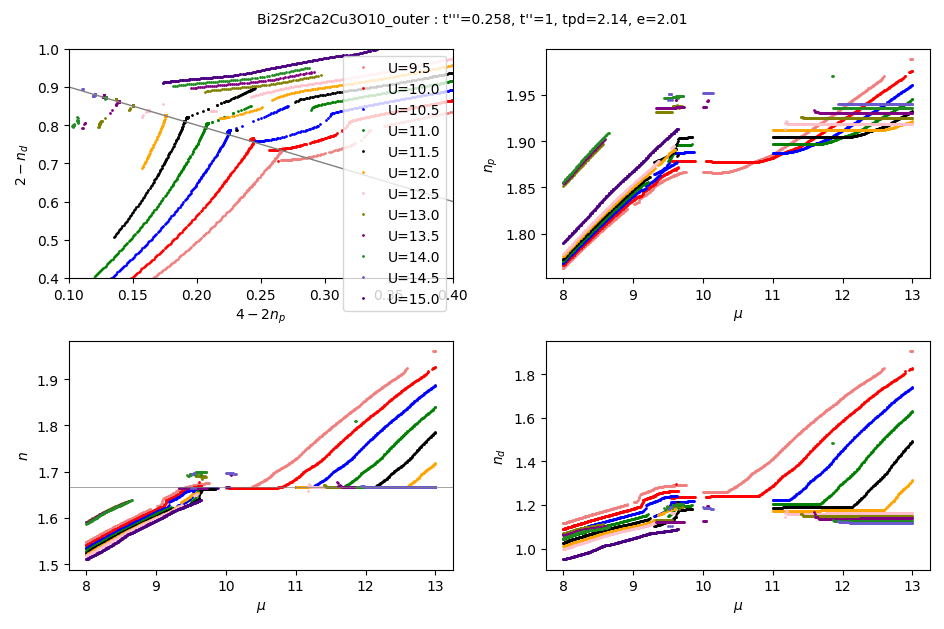 Bi2Sr2Ca2Cu3O10_outer : t'''=0.258, t''=1, tpd=2.14, e=2.01
1.0
0.9
0.8
0.7
0.6
0.5
0.4
2 − n_d
0.10
0.15
0.20
0.25
0.30
0.35
0.40
4 − 2n_p
U=9.5
U=10.0
U=10.5
U=11.0
U=11.5
U=12.0
U=12.5
U=13.0
U=13.5
U=14.0
U=14.5
U=15.0
1.95
1.90
1.85
1.80
n_p
8
9
10
11
12
13
μ
1.9
1.8
1.7
1.6
1.5
n
8
9
10
11
12
13
μ
1.8
1.6
1.4
1.2
1.0
n_d
8
9
10
11
12
13
μ